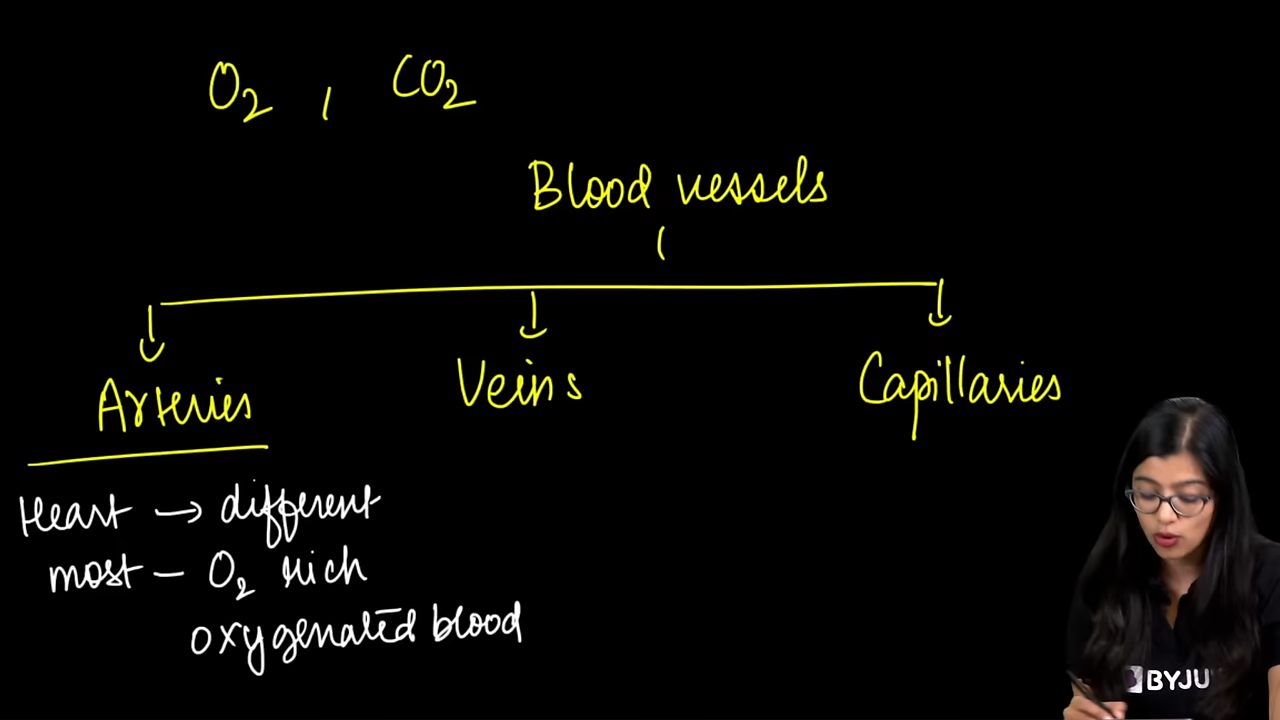 O2 , CO2
Blood vessels
Arteries Veins Capillaries
Heart → different
most - O2 rich
oxygenated blood
BYJU